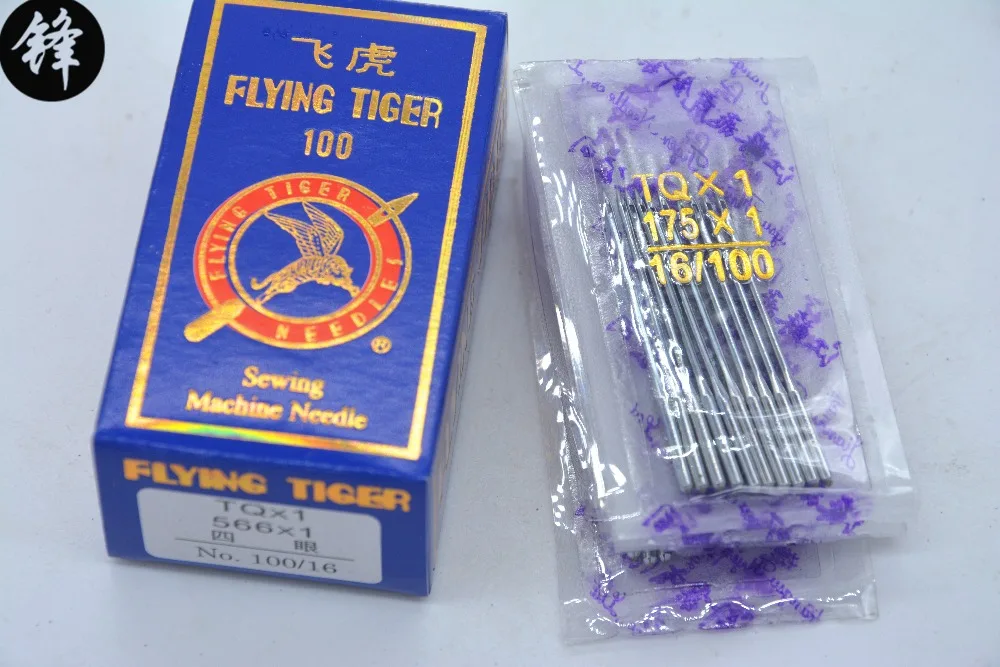 锋
飞虎
FLYING TIGER
100
FLYING TIGER
NEEDLES
®
Sewing
Machine Needle
FLYING TIGER
TQ×1
566×1
四 眼
No. 100/16
TQ×1
175×1
16/100